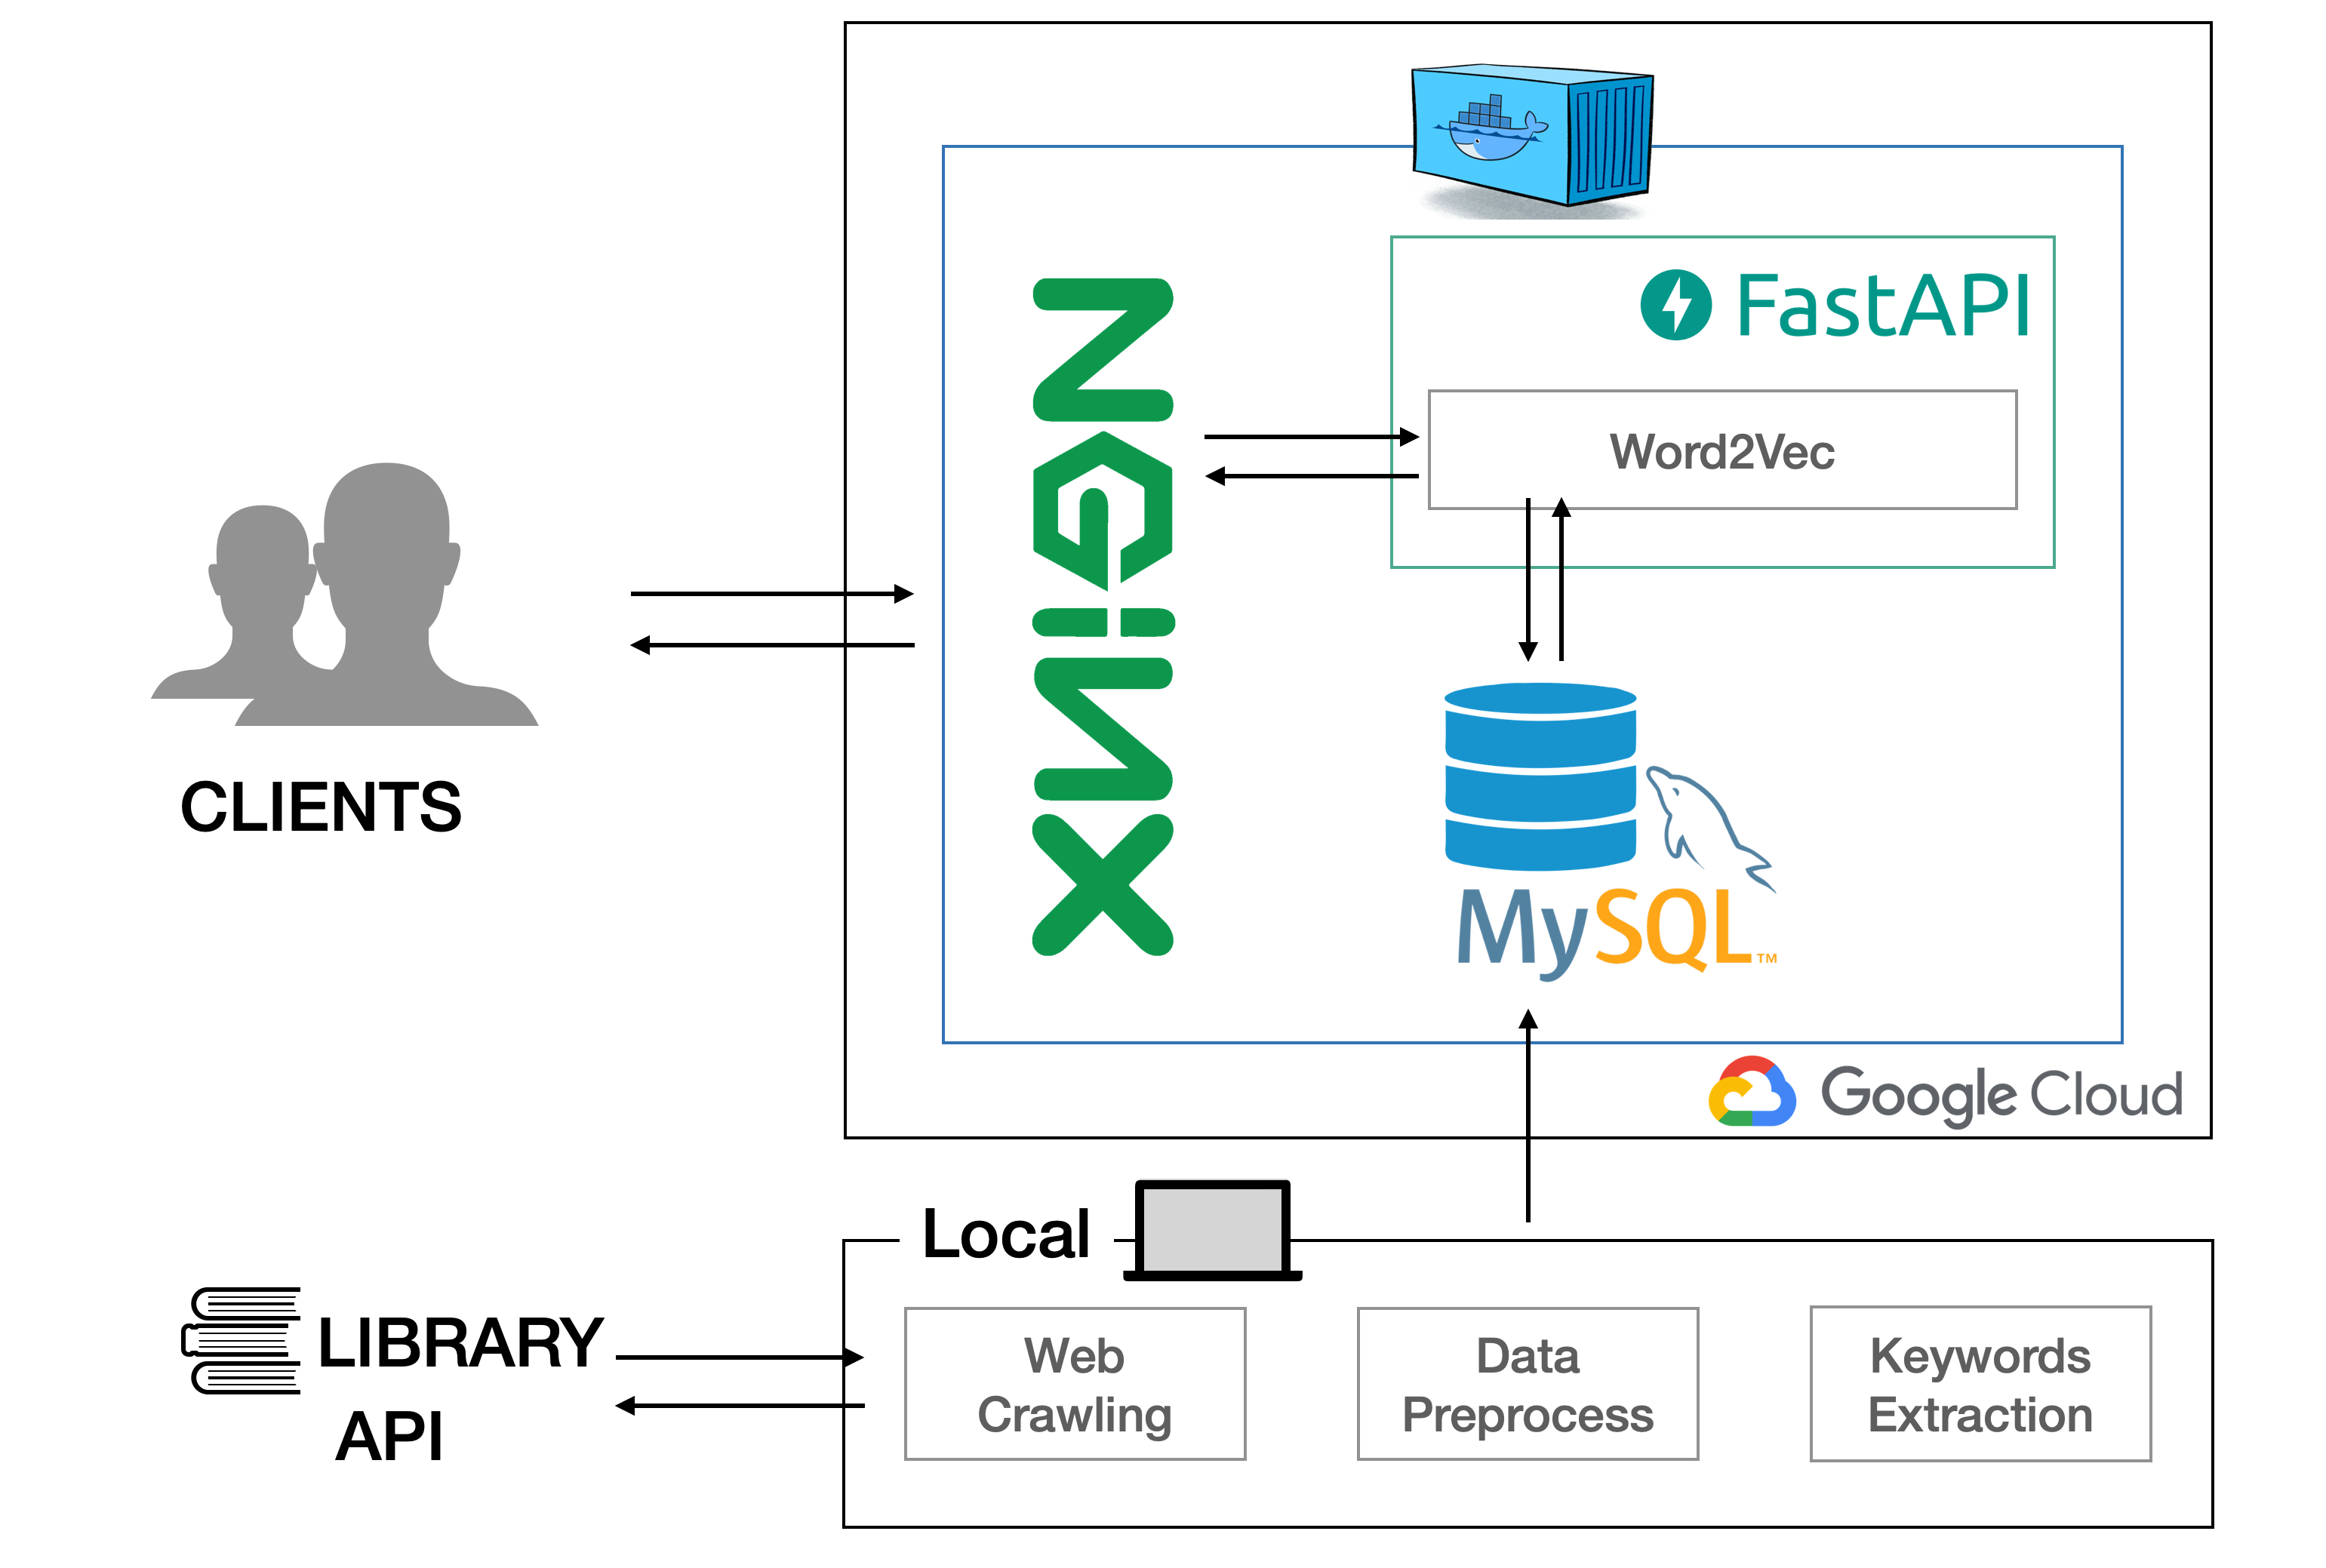 FastAPI
NGINX
Word2Vec
CLIENTS
MySQL™
Google Cloud
Local
LIBRARY
API
Web
Crawling
Data
Preprocess
Keywords
Extraction